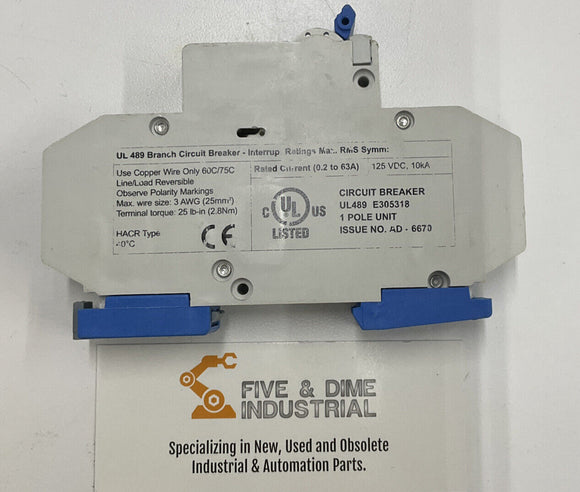 UL 489 Branch Circuit Breaker - Interrup Ratings Max. RMS Symm:
Use Copper Wire Only 60C/75C
Line/Load Reversible
Observe Polarity Markings
Max. wire size: 3 AWG (25mm²)
Terminal torque: 25 lb-in (2.8Nm)
HACR Type
40°C
CE
Rated Current (0.2 to 63A)
125 VDC, 10kA
C UL US
LISTED
CIRCUIT BREAKER
UL489 E305318
1 POLE UNIT
ISSUE NO. AD - 6670
FIVE & DIME
INDUSTRIAL
Specializing in New, Used and Obsolete
Industrial & Automation Parts.